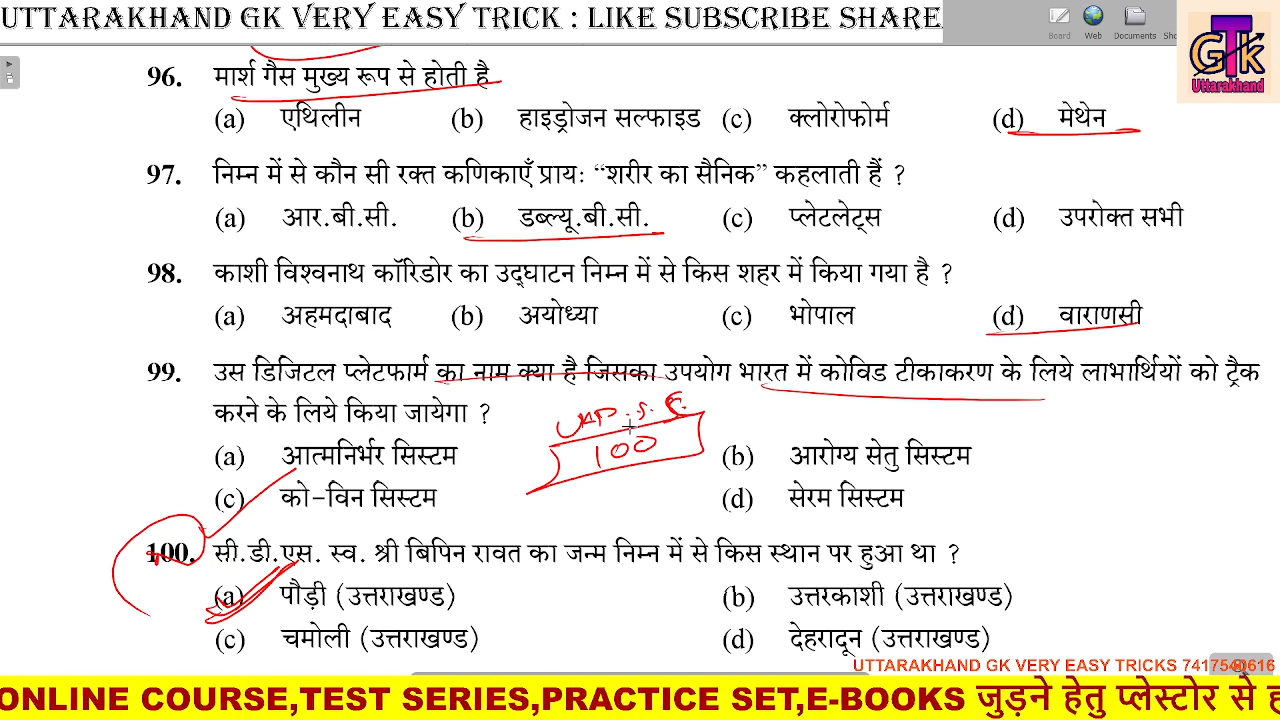 UTTARAKHAND GK VERY EASY TRICK : LIKE SUBSCRIBE SHARE
Board Web Documents
GTK
Uttarakhand
96. मार्श गैस मुख्य रूप से होती है
(a) एथिलीन (b) हाइड्रोजन सल्फाइड (c) क्लोरोफोर्म (d) मेथेन
97. निम्न में से कौन सी रक्त कणिकाएँ प्रायः “शरीर का सैनिक” कहलाती हैं ?
(a) आर.बी.सी. (b) डब्ल्यू.बी.सी. (c) प्लेटलेट्स (d) उपरोक्त सभी
98. काशी विश्वनाथ कॉरिडोर का उद्घाटन निम्न में से किस शहर में किया गया है ?
(a) अहमदाबाद (b) अयोध्या (c) भोपाल (d) वाराणसी
99. उस डिजिटल प्लेटफार्म का नाम क्या है जिसका उपयोग भारत में कोविड टीकाकरण के लिये लाभार्थियों को ट्रैक
करने के लिये किया जायेगा ?
100
(a) आत्मनिर्भर सिस्टम (b) आरोग्य सेतु सिस्टम
(c) को-विन सिस्टम (d) सेरम सिस्टम
100. सी.डी.एस. स्व. श्री बिपिन रावत का जन्म निम्न में से किस स्थान पर हुआ था ?
(a) पौड़ी (उत्तराखण्ड) (b) उत्तरकाशी (उत्तराखण्ड)
(c) चमोली (उत्तराखण्ड) (d) देहरादून (उत्तराखण्ड)
UTTARAKHAND GK VERY EASY TRICKS 7417540616
ONLINE COURSE,TEST SERIES,PRACTICE SET,E-BOOKS जुड़ने हेतु प्लेस्टोर से